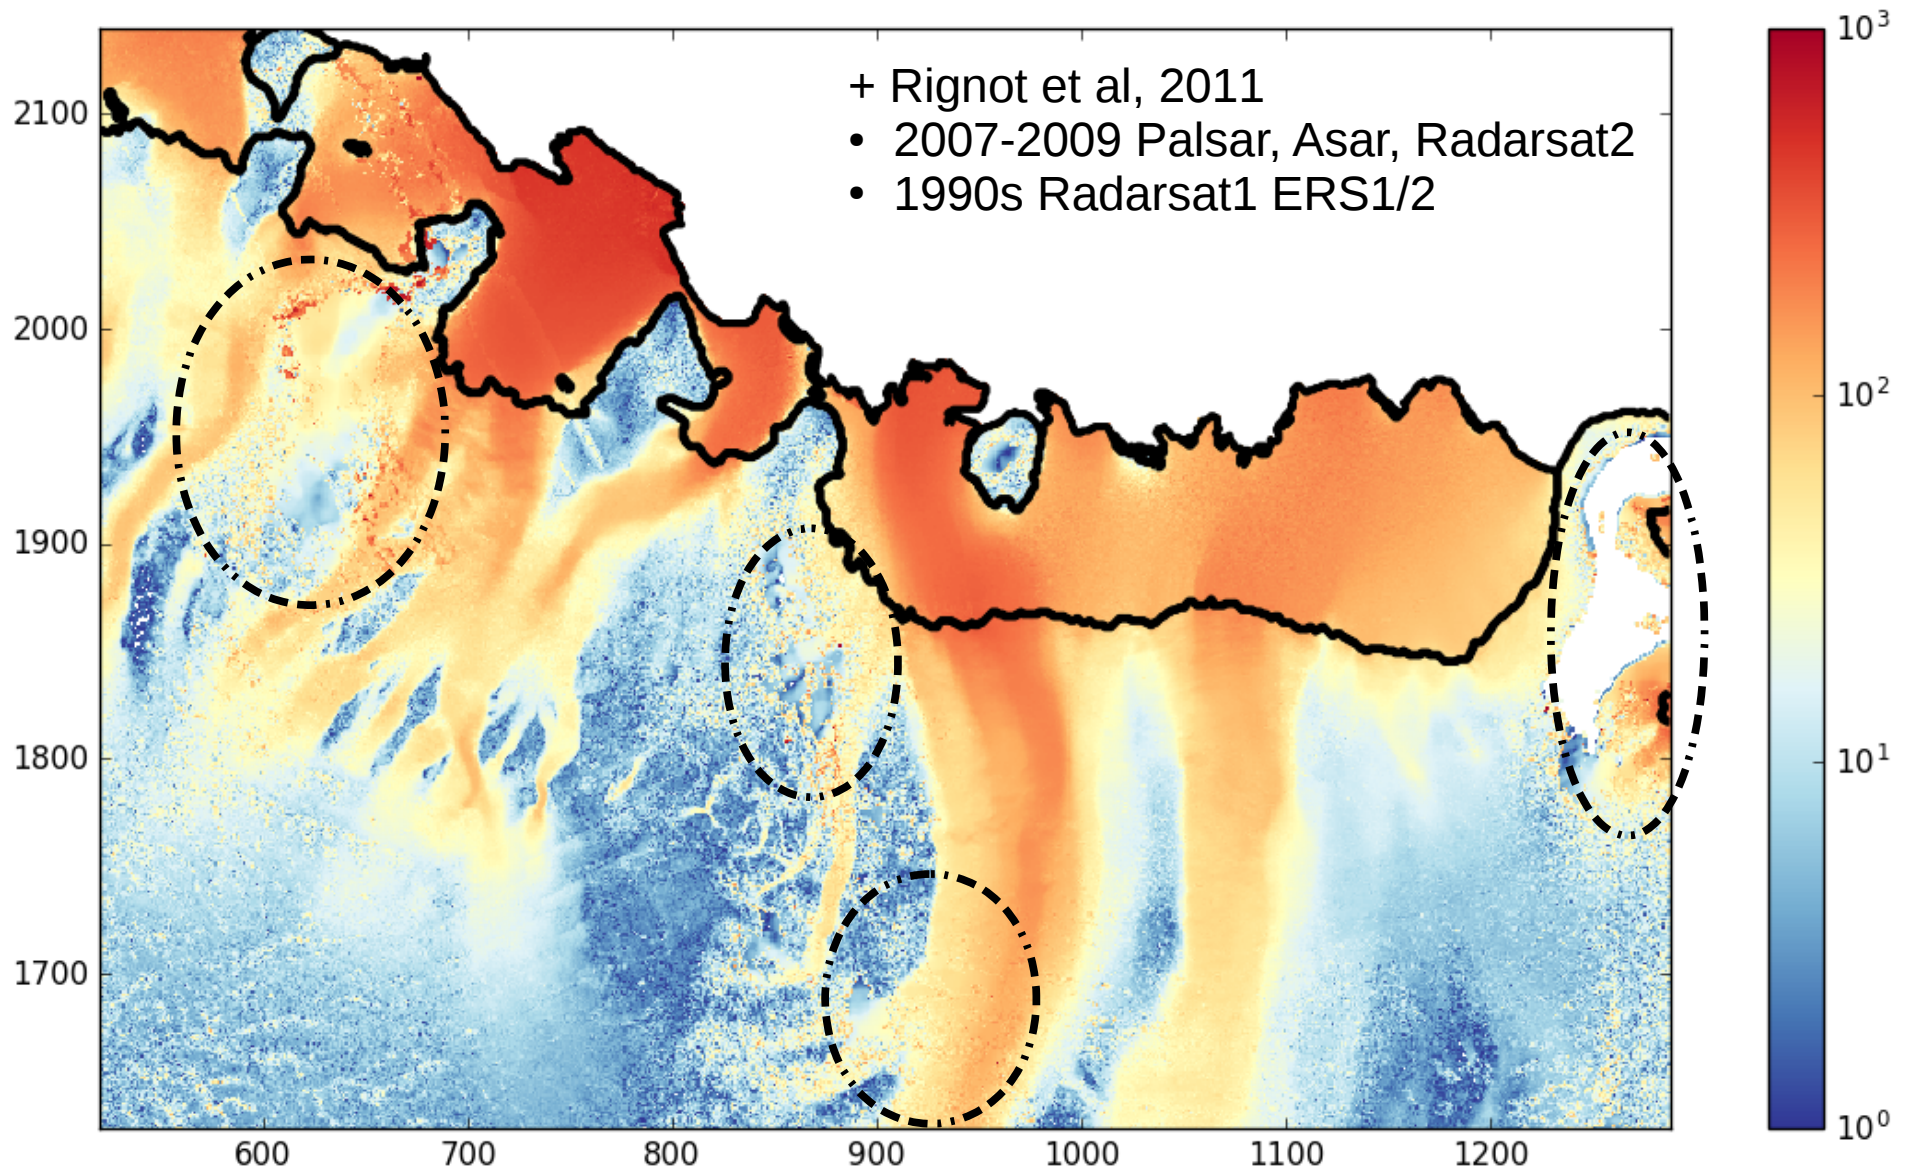 + Rignot et al, 2011
• 2007-2009 Palsar, Asar, Radarsat2
• 1990s Radarsat1 ERS1/2
2100
2000
1900
1800
1700
600 700 800 900 1000 1100 1200
10³
10²
10¹
10⁰